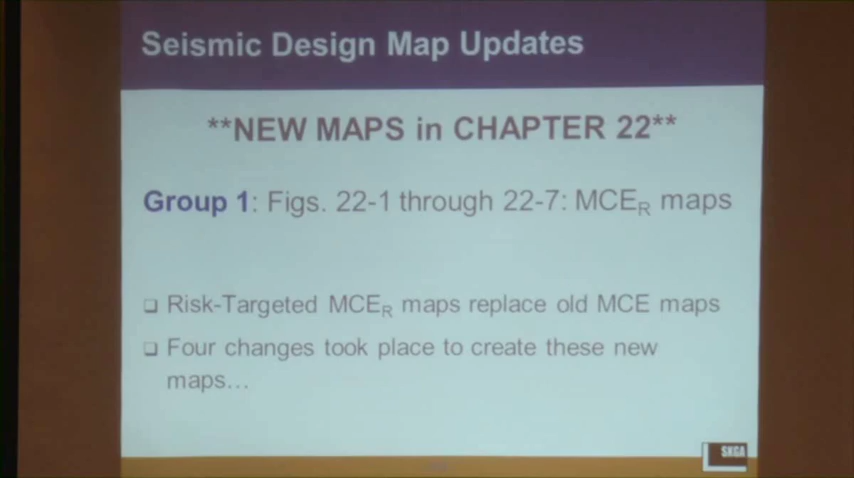 Seismic Design Map Updates
**NEW MAPS in CHAPTER 22**
Group 1: Figs. 22-1 through 22-7: MCER maps
❑ Risk-Targeted MCER maps replace old MCE maps
❑ Four changes took place to create these new
maps...
SKGA